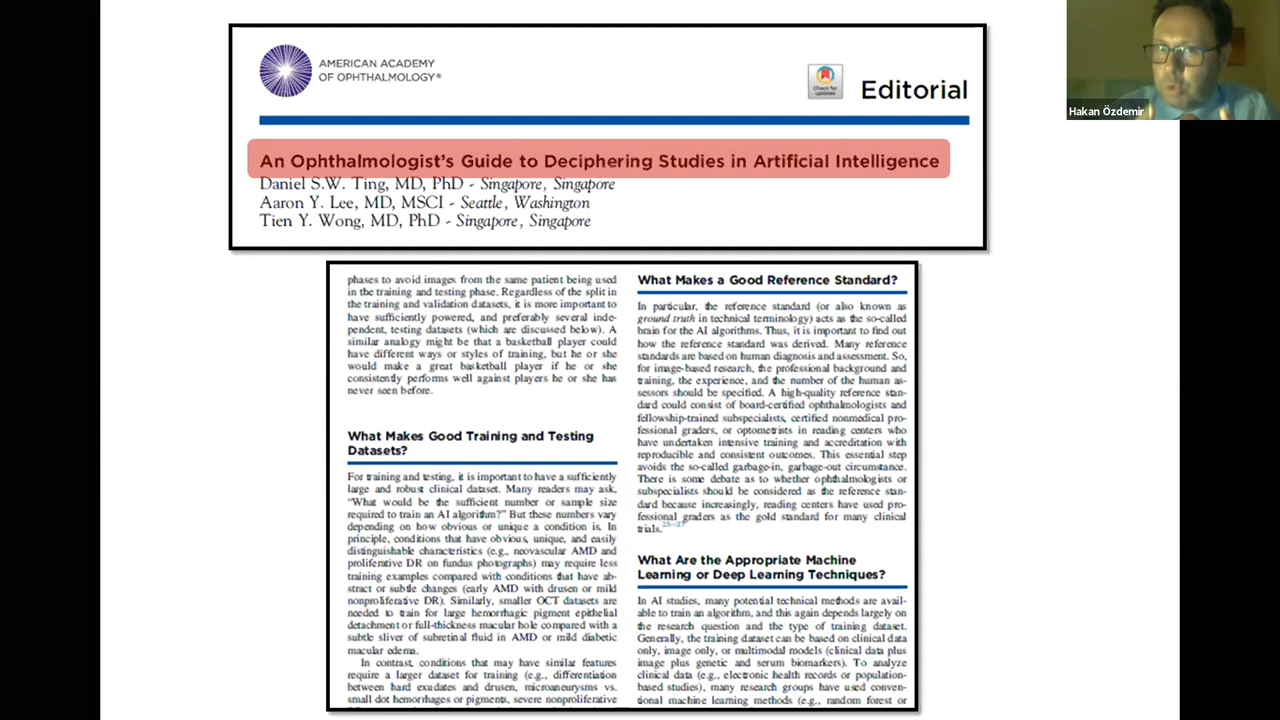 AMERICAN ACADEMY
OF OPHTHALMOLOGY®
Check for
updates
Editorial
Hakan Özdemir
An Ophthalmologist's Guide to Deciphering Studies in Artificial Intelligence
Daniel S.W. Ting, MD, PhD - Singapore, Singapore
Aaron Y. Lee, MD, MSCI - Seattle, Washington
Tien Y. Wong, MD, PhD - Singapore, Singapore
phases to avoid images from the same patient being used
in the training and testing phase. Regardless of the split in
the training and validation datasets, it is more important to
have sufficiently powered, and preferably several inde-
pendent, testing datasets (which are discussed below). A
similar analogy might be that a basketball player could
have different ways or styles of training, but he or she
would make a great basketball player if he or she
consistently performs well against players he or she has
never seen before.
What Makes Good Training and Testing
Datasets?
For training and testing, it is important to have a sufficiently
large and robust clinical dataset. Many readers may ask,
"What would be the sufficient number or sample size
required to train an AI algorithm?" But these numbers vary
depending on how obvious or unique a condition is. In
principle, conditions that have obvious, unique, and easily
distinguishable characteristics (e.g., neovascular AMD and
proliferative DR on fundus photographs) may require less
training examples compared with conditions that have ab-
stract or subtle changes (early AMD with drusen or mild
nonproliferative DR). Similarly, smaller OCT datasets are
needed to train for large hemorrhagic pigment epithelial
detachment or full-thickness macular hole compared with a
subtle sliver of subretinal fluid in AMD or mild diabetic
macular edema.
In contrast, conditions that may have similar features
require a larger dataset for training (e.g., differentiation
between hard exudates and drusen, microaneurysms vs.
small dot hemorrhages or pigments, severe nonproliferative
What Makes a Good Reference Standard?
In particular, the reference standard (or also known as
ground truth in technical terminology) acts as the so-called
brain for the AI algorithms. Thus, it is important to find out
how the reference standard was derived. Many reference
standards are based on human diagnosis and assessment. So,
for image-based research, the professional background and
training, the experience, and the number of the human as-
sessors should be specified. A high-quality reference stan-
dard could consist of board-certified ophthalmologists and
fellowship-trained subspecialists, certified nonmedical pro-
fessional graders, or optometrists in reading centers who
have undertaken intensive training and accreditation with
reproducible and consistent outcomes. This essential step
avoids the so-called garbage-in, garbage-out circumstance.
There is some debate as to whether ophthalmologists or
subspecialists should be considered as the reference stan-
dard because increasingly, reading centers have used pro-
fessional graders as the gold standard for many clinical
trials.
What Are the Appropriate Machine
Learning or Deep Learning Techniques?
In AI studies, many potential technical methods are avail-
able to train an algorithm, and this again depends largely on
the research question and the type of training dataset.
Generally, the training dataset can be based on clinical data
only, image only, or multimodal models (clinical data plus
image plus genetic and serum biomarkers). To analyze
clinical data (e.g., electronic health records or population-
based studies), many research groups have used conven-
tional machine learning methods (e.g., random forest or